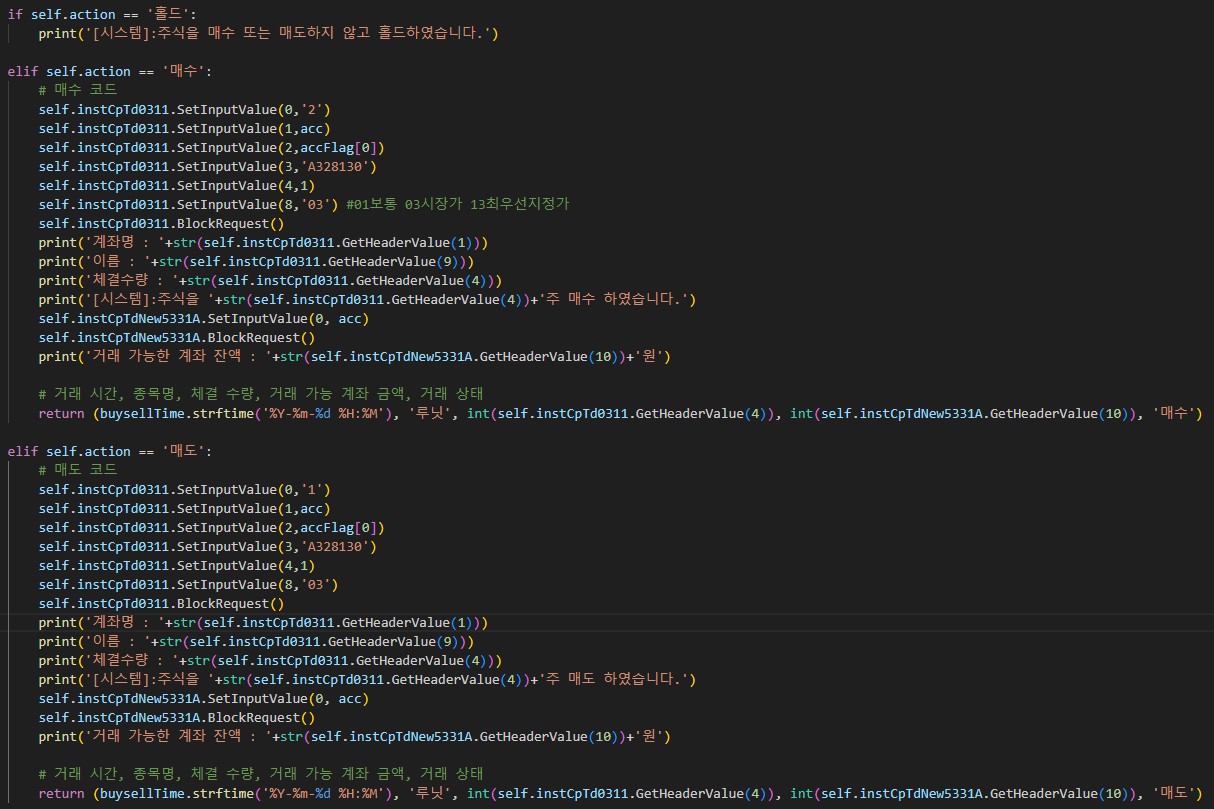 if self.action == '홀드':
    print('[시스템]:주식을 매수 또는 매도하지 않고 홀드하였습니다.')
elif self.action == '매수':
    # 매수 코드
    self.instCpTd0311.SetInputValue(0,'2')
    self.instCpTd0311.SetInputValue(1,acc)
    self.instCpTd0311.SetInputValue(2,accFlag[0])
    self.instCpTd0311.SetInputValue(3,'A328130')
    self.instCpTd0311.SetInputValue(4,1)
    self.instCpTd0311.SetInputValue(8,'03') #01보통 03시장가 13최우선지정가
    self.instCpTd0311.BlockRequest()
    print('계좌명 : '+str(self.instCpTd0311.GetHeaderValue(1)))
    print('이름 : '+str(self.instCpTd0311.GetHeaderValue(9)))
    print('체결수량 : '+str(self.instCpTd0311.GetHeaderValue(4)))
    print('[시스템]:주식을 '+str(self.instCpTd0311.GetHeaderValue(4))+'주 매수 하였습니다.')
    self.instCpTdNew5331A.SetInputValue(0, acc)
    self.instCpTdNew5331A.BlockRequest()
    print('거래 가능한 계좌 잔액 : '+str(self.instCpTdNew5331A.GetHeaderValue(10))+'원')
    # 거래 시간, 종목명, 체결 수량, 거래 가능 계좌 금액, 거래 상태
    return (buysellTime.strftime('%Y-%m-%d %H:%M'), '루닛', int(self.instCpTd0311.GetHeaderValue(4)), int(self.instCpTdNew5331A.GetHeaderValue(10)), '매수')
elif self.action == '매도':
    # 매도 코드
    self.instCpTd0311.SetInputValue(0,'1')
    self.instCpTd0311.SetInputValue(1,acc)
    self.instCpTd0311.SetInputValue(2,accFlag[0])
    self.instCpTd0311.SetInputValue(3,'A328130')
    self.instCpTd0311.SetInputValue(4,1)
    self.instCpTd0311.SetInputValue(8,'03')
    self.instCpTd0311.BlockRequest()
    print('계좌명 : '+str(self.instCpTd0311.GetHeaderValue(1)))
    print('이름 : '+str(self.instCpTd0311.GetHeaderValue(9)))
    print('체결수량 : '+str(self.instCpTd0311.GetHeaderValue(4)))
    print('[시스템]:주식을 '+str(self.instCpTd0311.GetHeaderValue(4))+'주 매도 하였습니다.')
    self.instCpTdNew5331A.SetInputValue(0, acc)
    self.instCpTdNew5331A.BlockRequest()
    print('거래 가능한 계좌 잔액 : '+str(self.instCpTdNew5331A.GetHeaderValue(10))+'원')
    # 거래 시간, 종목명, 체결 수량, 거래 가능 계좌 금액, 거래 상태
    return (buysellTime.strftime('%Y-%m-%d %H:%M'), '루닛', int(self.instCpTd0311.GetHeaderValue(4)), int(self.instCpTdNew5331A.GetHeaderValue(10)), '매도')